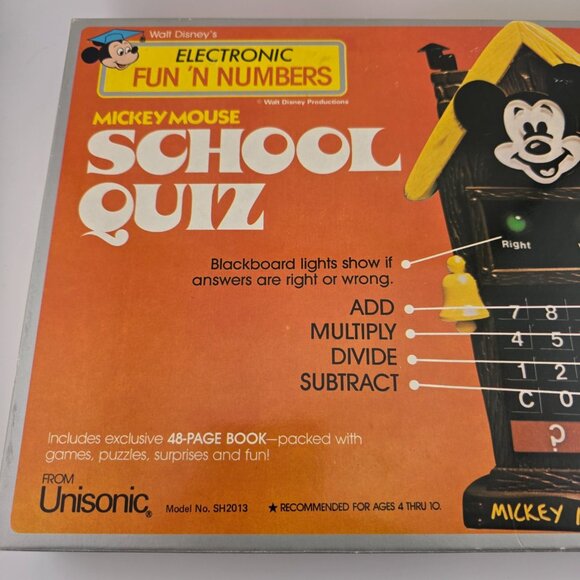 Walt Disney's
ELECTRONIC
FUN 'N NUMBERS
© Walt Disney Productions
MICKEY MOUSE
SCHOOL
QUIZ
Blackboard lights show if
answers are right or wrong.
Right
ADD
MULTIPLY
DIVIDE
SUBTRACT
7 8
4 5
1 2
C 0
?
Includes exclusive 48-PAGE BOOK—packed with
games, puzzles, surprises and fun!
FROM
Unisonic®
Model No. SH2013
★ RECOMMENDED FOR AGES 4 THRU 10.
MICKEY